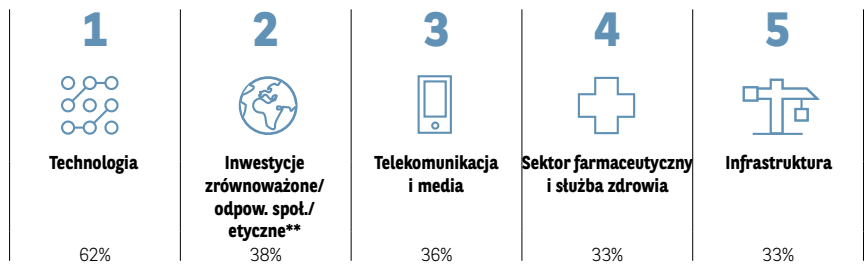 1
Technologia
62%
2
Inwestycje
zrównoważone/
odpow. społ./
etyczne**
38%
3
Telekomunikacja
i media
36%
4
Sektor farmaceutyczny
i służba zdrowia
33%
5
Infrastruktura
33%